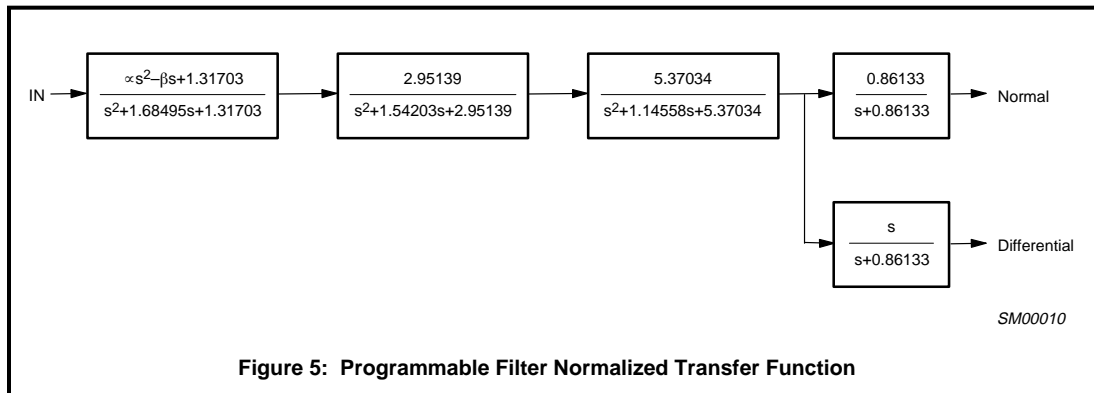 IN
∝s²–βs+1.31703
s²+1.68495s+1.31703
2.95139
s²+1.54203s+2.95139
5.37034
s²+1.14558s+5.37034
0.86133
s+0.86133
Normal
s
s+0.86133
Differential
SM00010
Figure 5: Programmable Filter Normalized Transfer Function